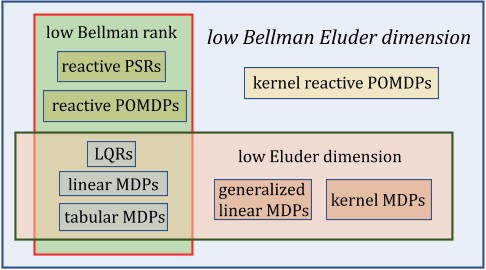 low Bellman rank
low Bellman Eluder dimension
reactive PSRs
kernel reactive POMDPs
reactive POMDPs
LQRs
low Eluder dimension
linear MDPs
generalized
linear MDPs
kernel MDPs
tabular MDPs